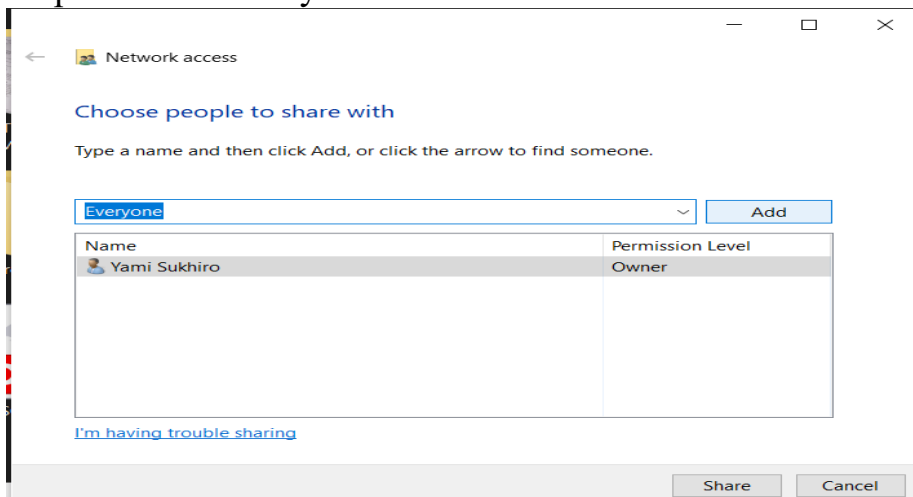 Network access
Choose people to share with
Type a name and then click Add, or click the arrow to find someone.
Everyone Add
Name Permission Level
Yami Sukhiro Owner
I'm having trouble sharing
Share Cancel